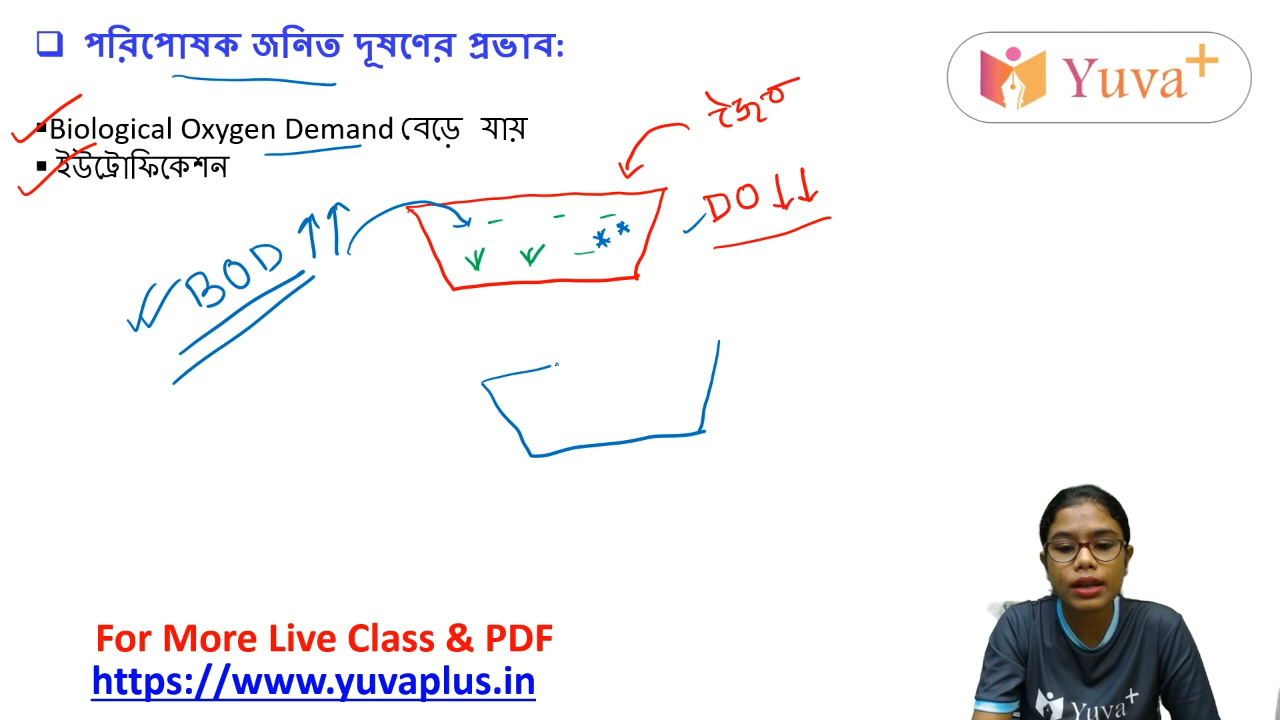 ❑ পরিপোষক জনিত দূষণের প্রভাব:
Yuva+
▪Biological Oxygen Demand বেড়ে যায়
▪ ইউট্রোফিকেশন
BOD ↑↑
DO ↓↓
For More Live Class & PDF
https://www.yuvaplus.in
Yuva+